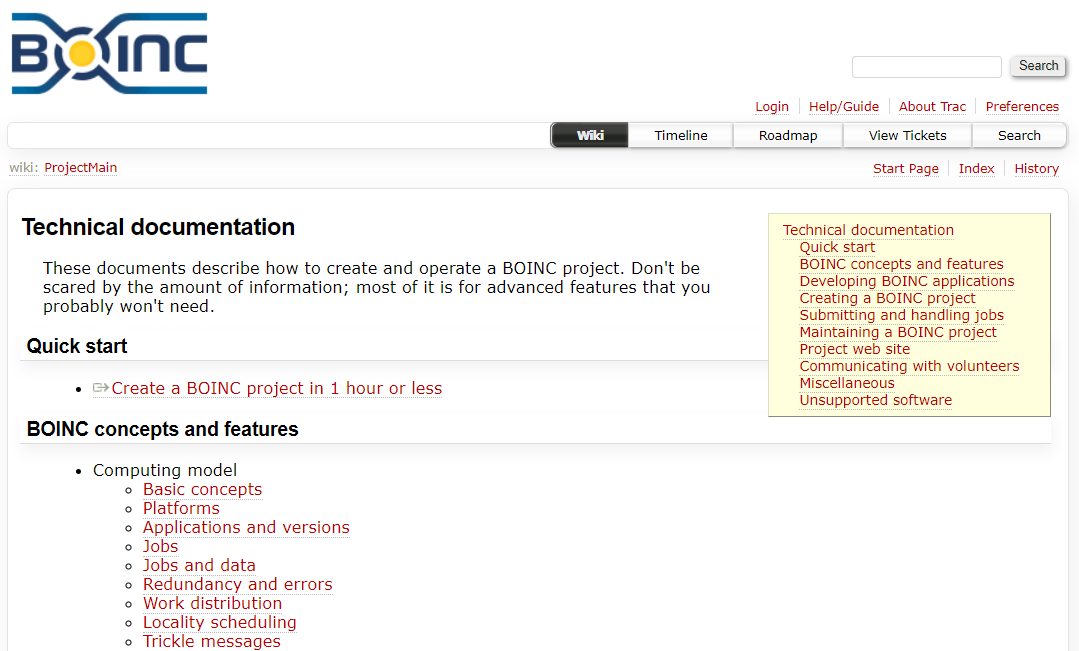 BOINC
Search
Login Help/Guide About Trac Preferences
Wiki Timeline Roadmap View Tickets Search
wiki: ProjectMain
Start Page Index History
Technical documentation
These documents describe how to create and operate a BOINC project. Don't be
scared by the amount of information; most of it is for advanced features that you
probably won't need.
Technical documentation
Quick start
BOINC concepts and features
Developing BOINC applications
Creating a BOINC project
Submitting and handling jobs
Maintaining a BOINC project
Project web site
Communicating with volunteers
Miscellaneous
Unsupported software
Quick start
Create a BOINC project in 1 hour or less
BOINC concepts and features
Computing model
Basic concepts
Platforms
Applications and versions
Jobs
Jobs and data
Redundancy and errors
Work distribution
Locality scheduling
Trickle messages